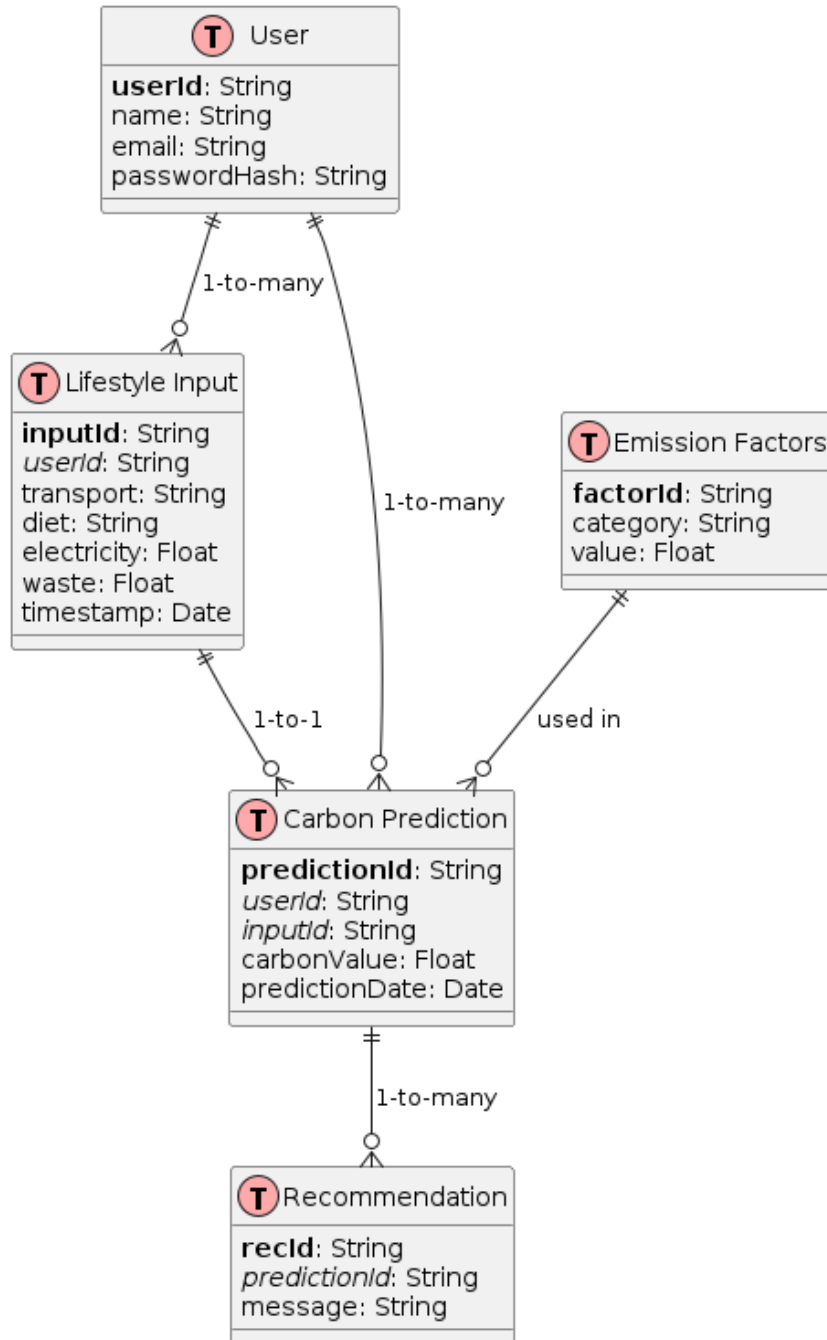 T User
userId: String
name: String
email: String
passwordHash: String
1-to-many
T Lifestyle Input
inputId: String
userId: String
transport: String
diet: String
electricity: Float
waste: Float
timestamp: Date
1-to-many
T Emission Factors
factorId: String
category: String
value: Float
1-to-1
used in
T Carbon Prediction
predictionId: String
userId: String
inputId: String
carbonValue: Float
predictionDate: Date
1-to-many
T Recommendation
recId: String
predictionId: String
message: String